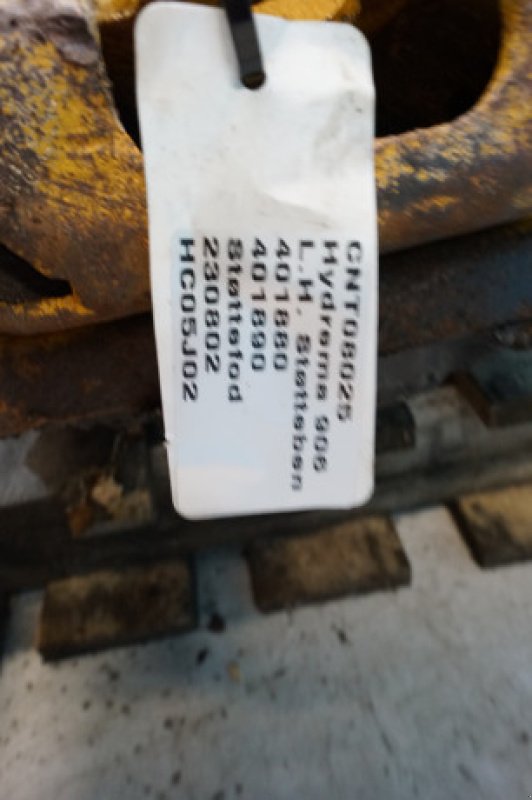 CNT08025
Hydrema 906
L.H. Støtteben
401880
401890
Støttefod
230802
HC05J02